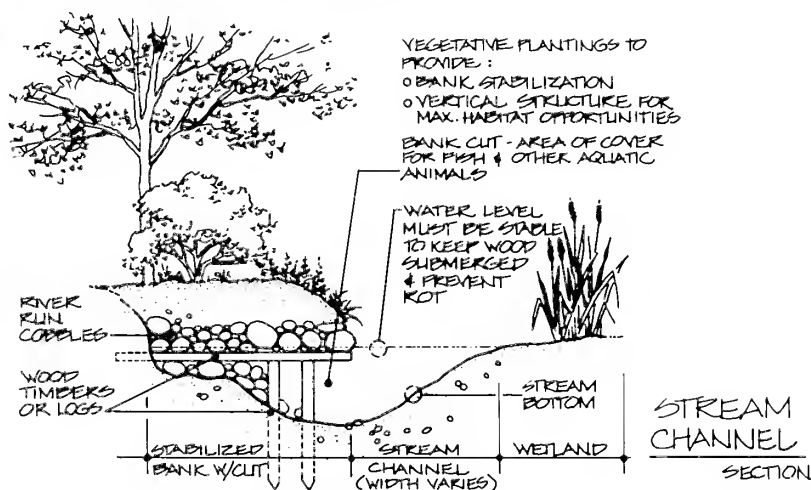 VEGETATIVE PLANTINGS TO
PROVIDE :
○ BANK STABILIZATION
○ VERTICAL STRUCTURE FOR
MAX. HABITAT OPPORTUNITIES
BANK CUT - AREA OF COVER
FOR FISH & OTHER AQUATIC
ANIMALS
WATER LEVEL
MUST BE STABLE
TO KEEP WOOD
SUBMERGED
& PREVENT
ROT
RIVER
RUN
COBBLES
WOOD
TIMBERS
OR LOGS
STREAM
BOTTOM
STABILIZED
BANK W/CUT
STREAM
CHANNEL
(WIDTH VARIES)
WETLAND
STREAM
CHANNEL
SECTION